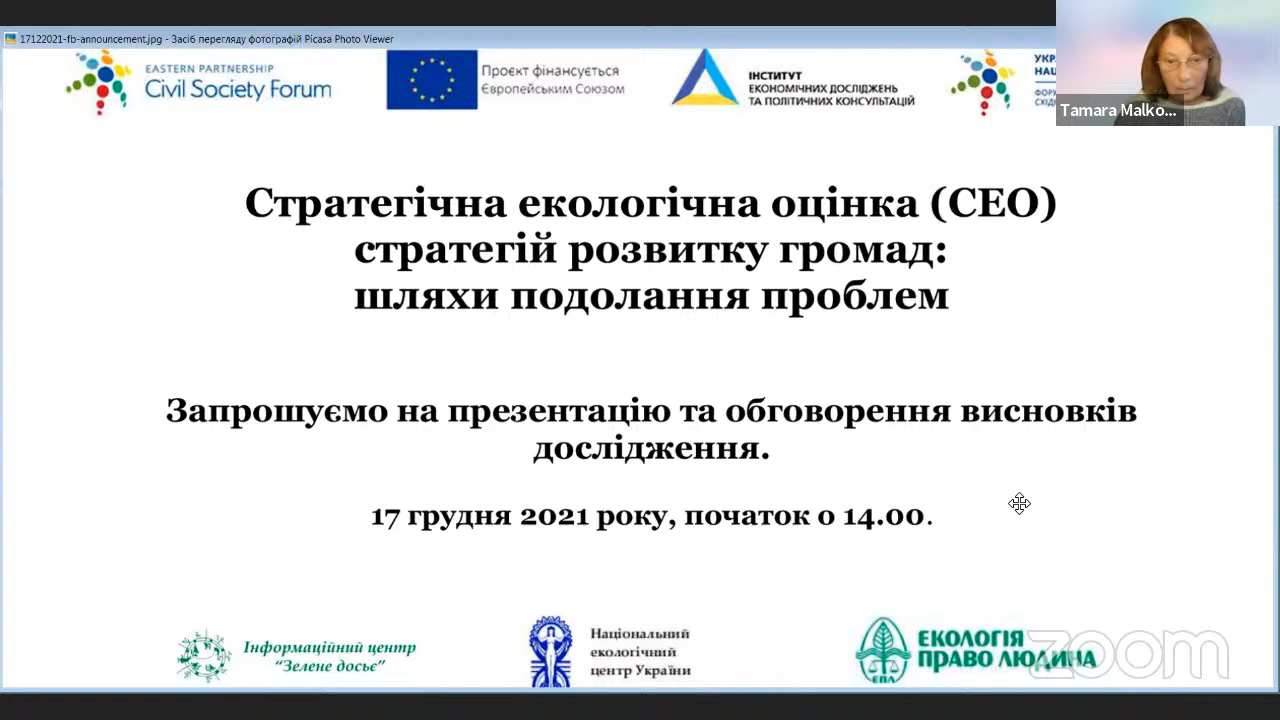 17122021-fb-announcement.jpg - Засіб перегляду фотографій Picasa Photo Viewer
EASTERN PARTNERSHIP
Civil Society Forum
Проєкт фінансується
Європейським Союзом
ІНСТИТУТ
ЕКОНОМІЧНИХ ДОСЛІДЖЕНЬ
ТА ПОЛІТИЧНИХ КОНСУЛЬТАЦІЙ
Tamara Malko...
Стратегічна екологічна оцінка (СЕО)
стратегій розвитку громад:
шляхи подолання проблем
Запрошуємо на презентацію та обговорення висновків
дослідження.
17 грудня 2021 року, початок о 14.00.
Інформаційний центр
“Зелене досьє”
Національний
екологічний
центр України
ЕПЛ
ЕКОЛОГІЯ
ПРАВО ЛЮДИНА
zoom